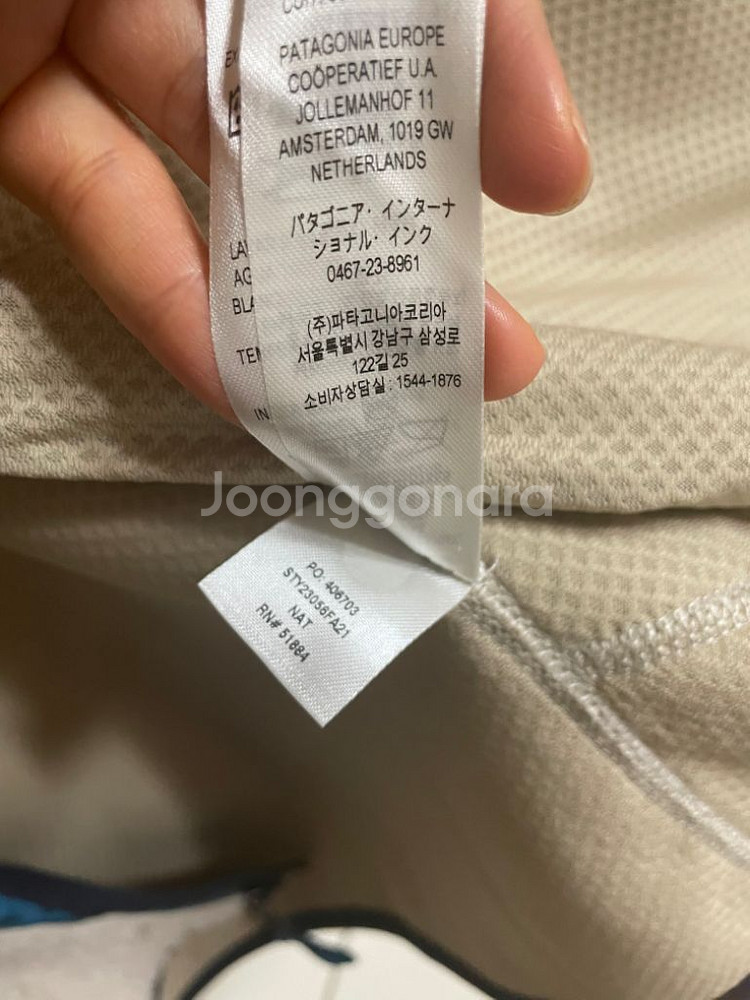 PATAGONIA EUROPE
COÖPERATIEF U.A.
JOLLEMANHOF 11
AMSTERDAM, 1019 GW
NETHERLANDS
パタゴニア・インターナ
ショナル・インク
0467-23-8961
(주)파타고니아코리아
서울특별시 강남구 삼성로
122길 25
소비자상담실 : 1544-1876
Joonggonara
PO: 406703
STY23056FA21
NAT
RN# 51884